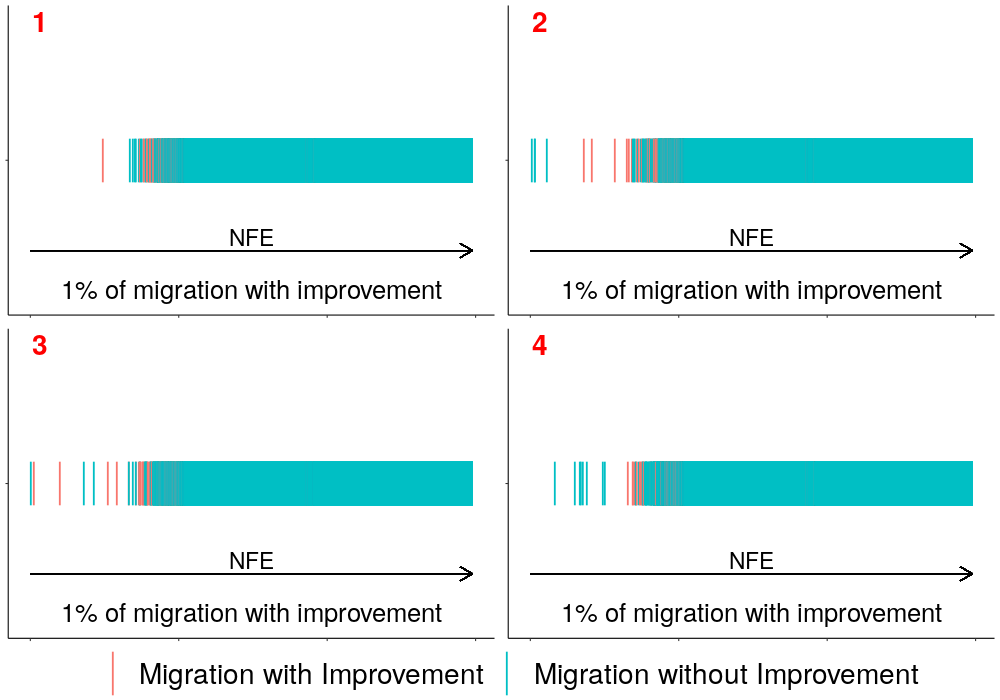 1
NFE
1% of migration with improvement
2
NFE
1% of migration with improvement
3
NFE
1% of migration with improvement
4
NFE
1% of migration with improvement
Migration with Improvement
Migration without Improvement